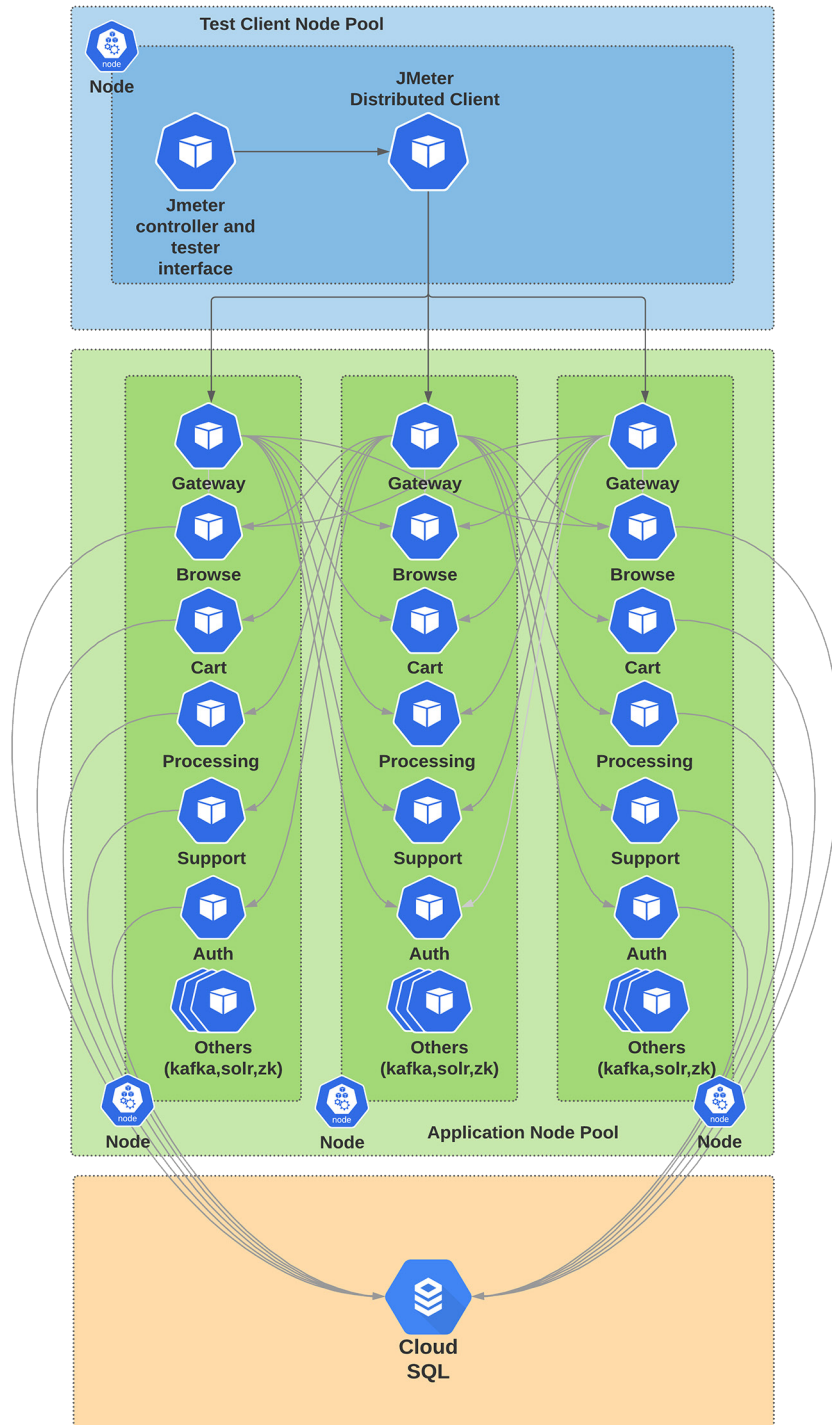 Test Client Node Pool
node
Node
JMeter
Distributed Client
Jmeter
controller and
tester
interface
Gateway
Gateway
Gateway
Browse
Browse
Browse
Cart
Cart
Cart
Processing
Processing
Processing
Support
Support
Support
Auth
Auth
Auth
Others
(kafka,solr,zk)
Others
(kafka,solr,zk)
Others
(kafka,solr,zk)
node
Node
node
Node
Application Node Pool
node
Node
Cloud
SQL